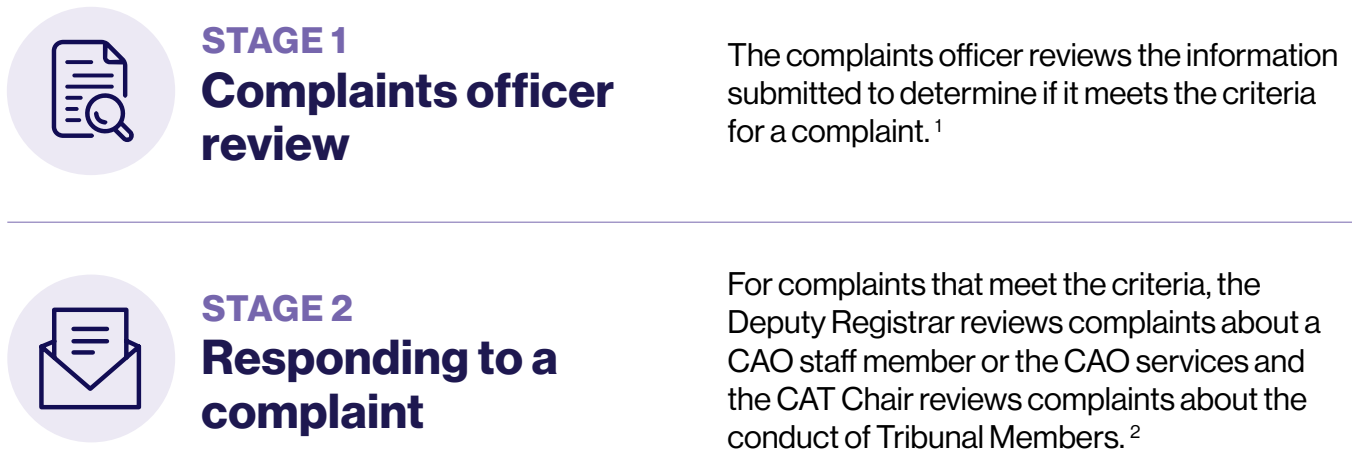 STAGE 1
Complaints officer
review
The complaints officer reviews the information
submitted to determine if it meets the criteria
for a complaint. 1
STAGE 2
Responding to a
complaint
For complaints that meet the criteria, the
Deputy Registrar reviews complaints about a
CAO staff member or the CAO services and
the CAT Chair reviews complaints about the
conduct of Tribunal Members. 2